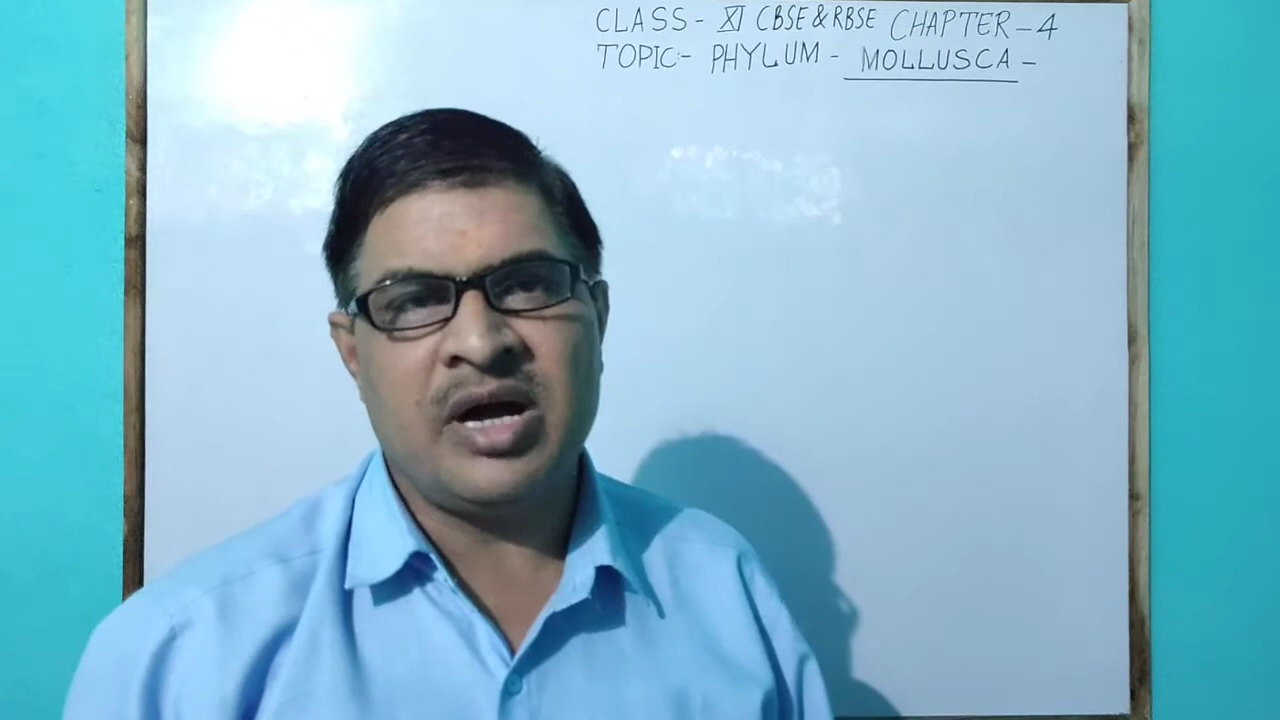 CLASS - XI CBSE & RBSE CHAPTER-4
TOPIC:- PHYLUM - MOLLUSCA -